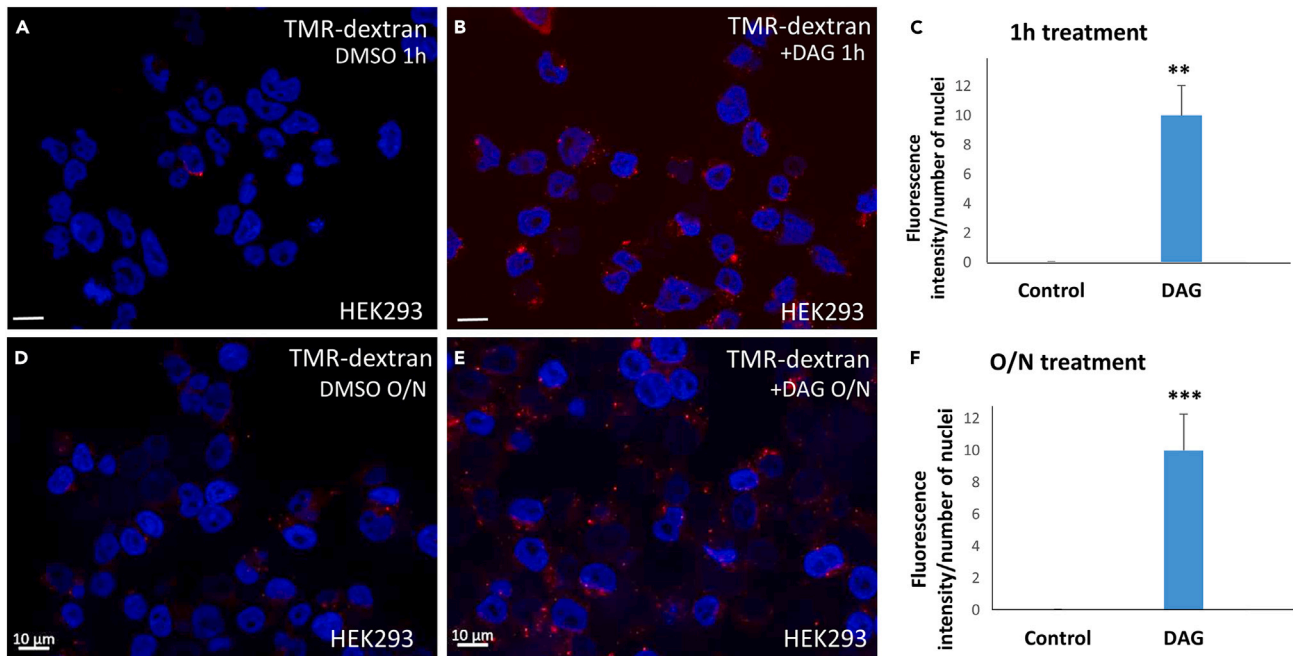 A
TMR-dextran
DMSO 1h
HEK293
B
TMR-dextran
+DAG 1h
HEK293
C
1h treatment
Fluorescence
intensity/number of nuclei
12
10
8
6
4
2
0
**
Control
DAG
D
TMR-dextran
DMSO O/N
10 µm
HEK293
E
TMR-dextran
+DAG O/N
10 µm
HEK293
F
O/N treatment
Fluorescence
intensity/number of nuclei
12
10
8
6
4
2
0
***
Control
DAG